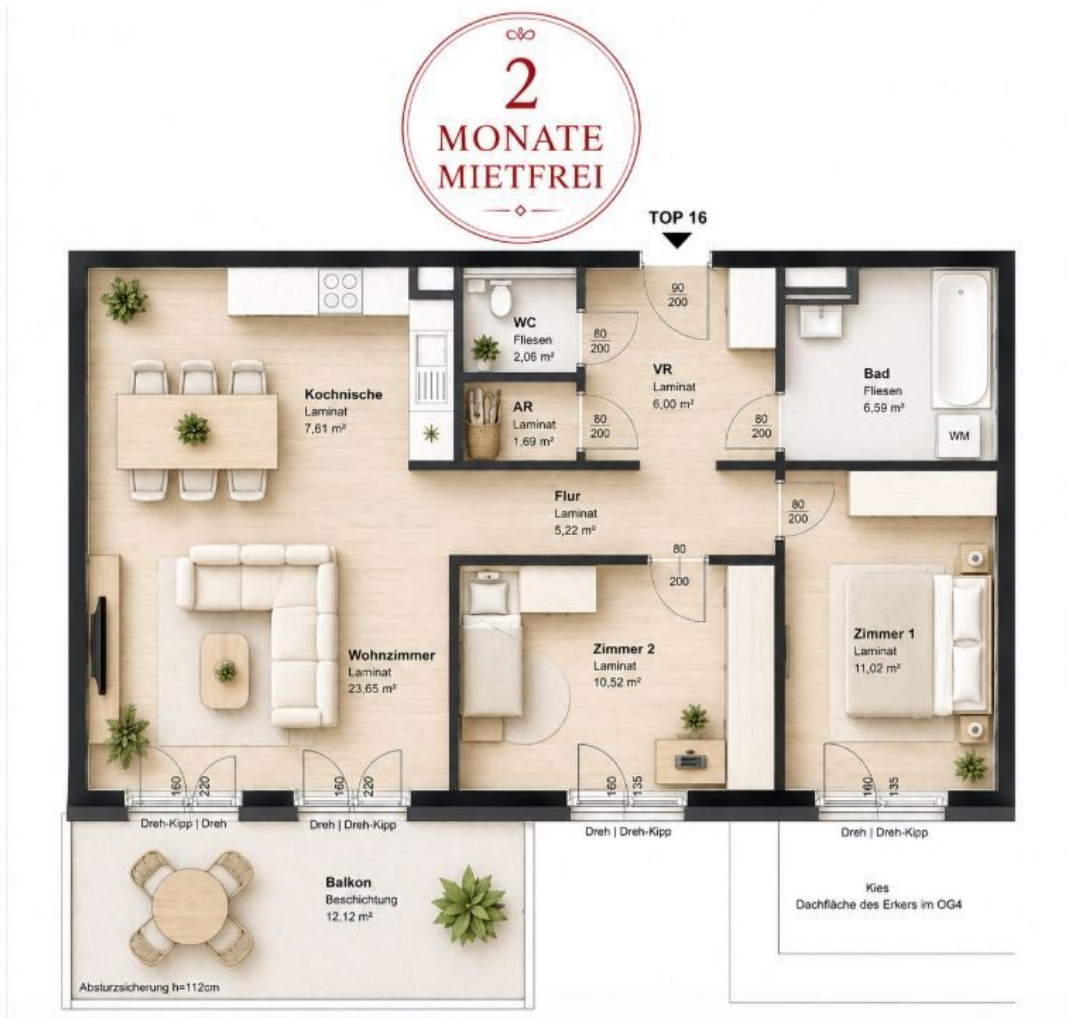 2
MONATE
MIETFREI
TOP 16
90
200
WC
Fliesen
2,06 m²
80
200
VR
Laminat
6,00 m²
Bad
Fliesen
6,59 m²
Kochnische
Laminat
7,61 m²
AR
Laminat
1,69 m²
80
200
80
200
WM
Flur
Laminat
5,22 m²
80
200
80
200
Wohnzimmer
Laminat
23,65 m²
Zimmer 2
Laminat
10,52 m²
Zimmer 1
Laminat
11,02 m²
160
220
160
220
160
135
160
135
Dreh-Kipp | Dreh
Dreh | Dreh-Kipp
Dreh | Dreh-Kipp
Dreh | Dreh-Kipp
Balkon
Beschichtung
12,12 m²
Kies
Dachfläche des Erkers im OG4
Absturzsicherung h=112cm